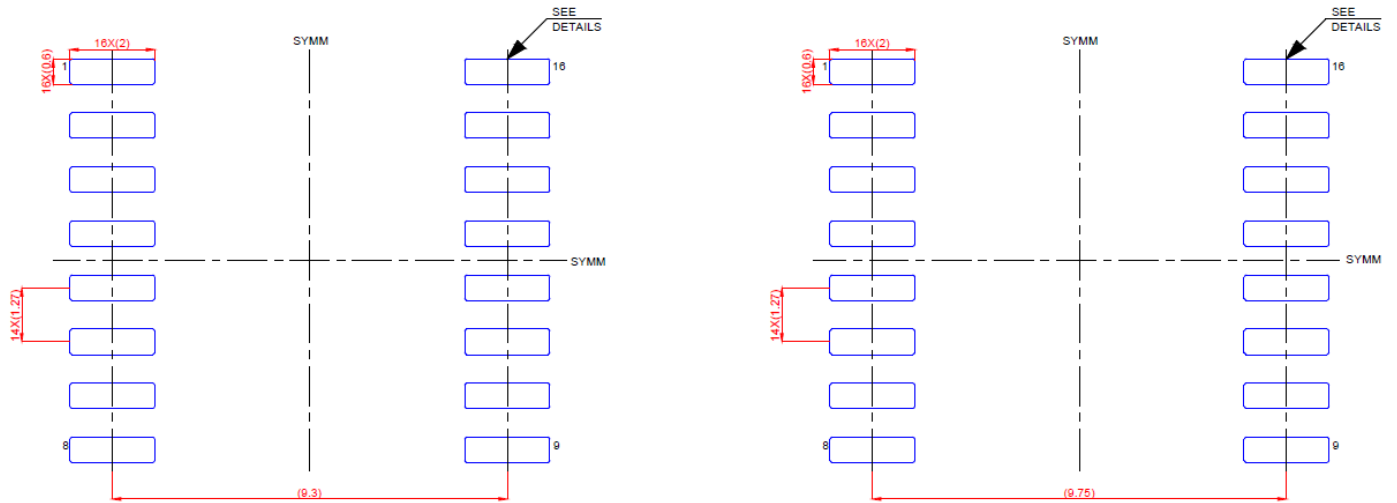 SEE
DETAILS
16X(2)
SYMM
16X(0.6)
1
16
SYMM
14X(1.27)
8
9
(9.3)
SEE
DETAILS
16X(2)
SYMM
16X(0.6)
1
16
SYMM
14X(1.27)
8
9
(9.75)